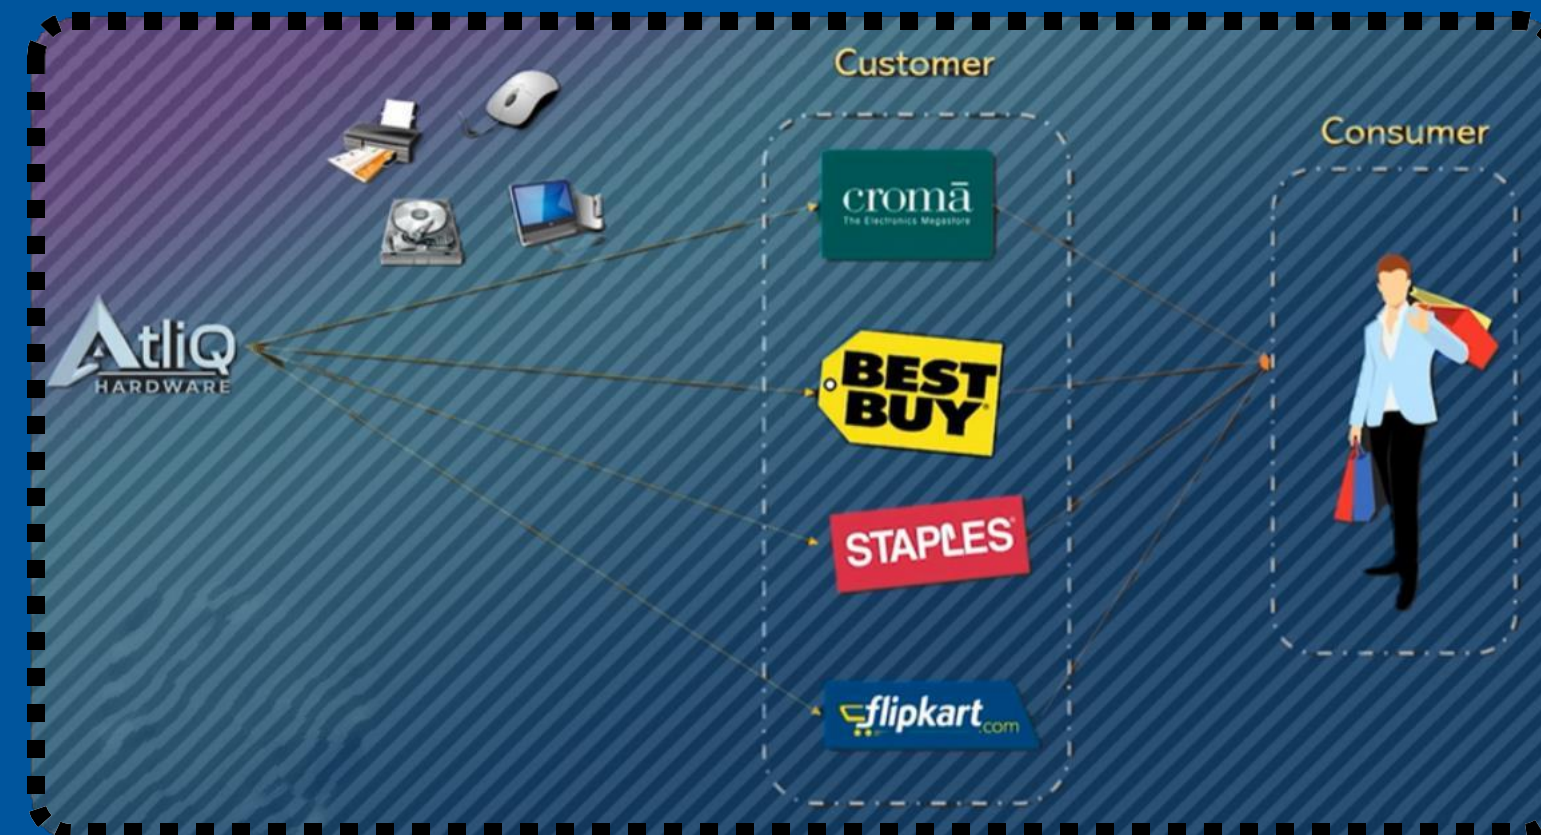 Customer
Consumer
cromā
The Electronics Megastore
AtliQ
HARDWARE
BEST
BUY
STAPLES
flipkart.com